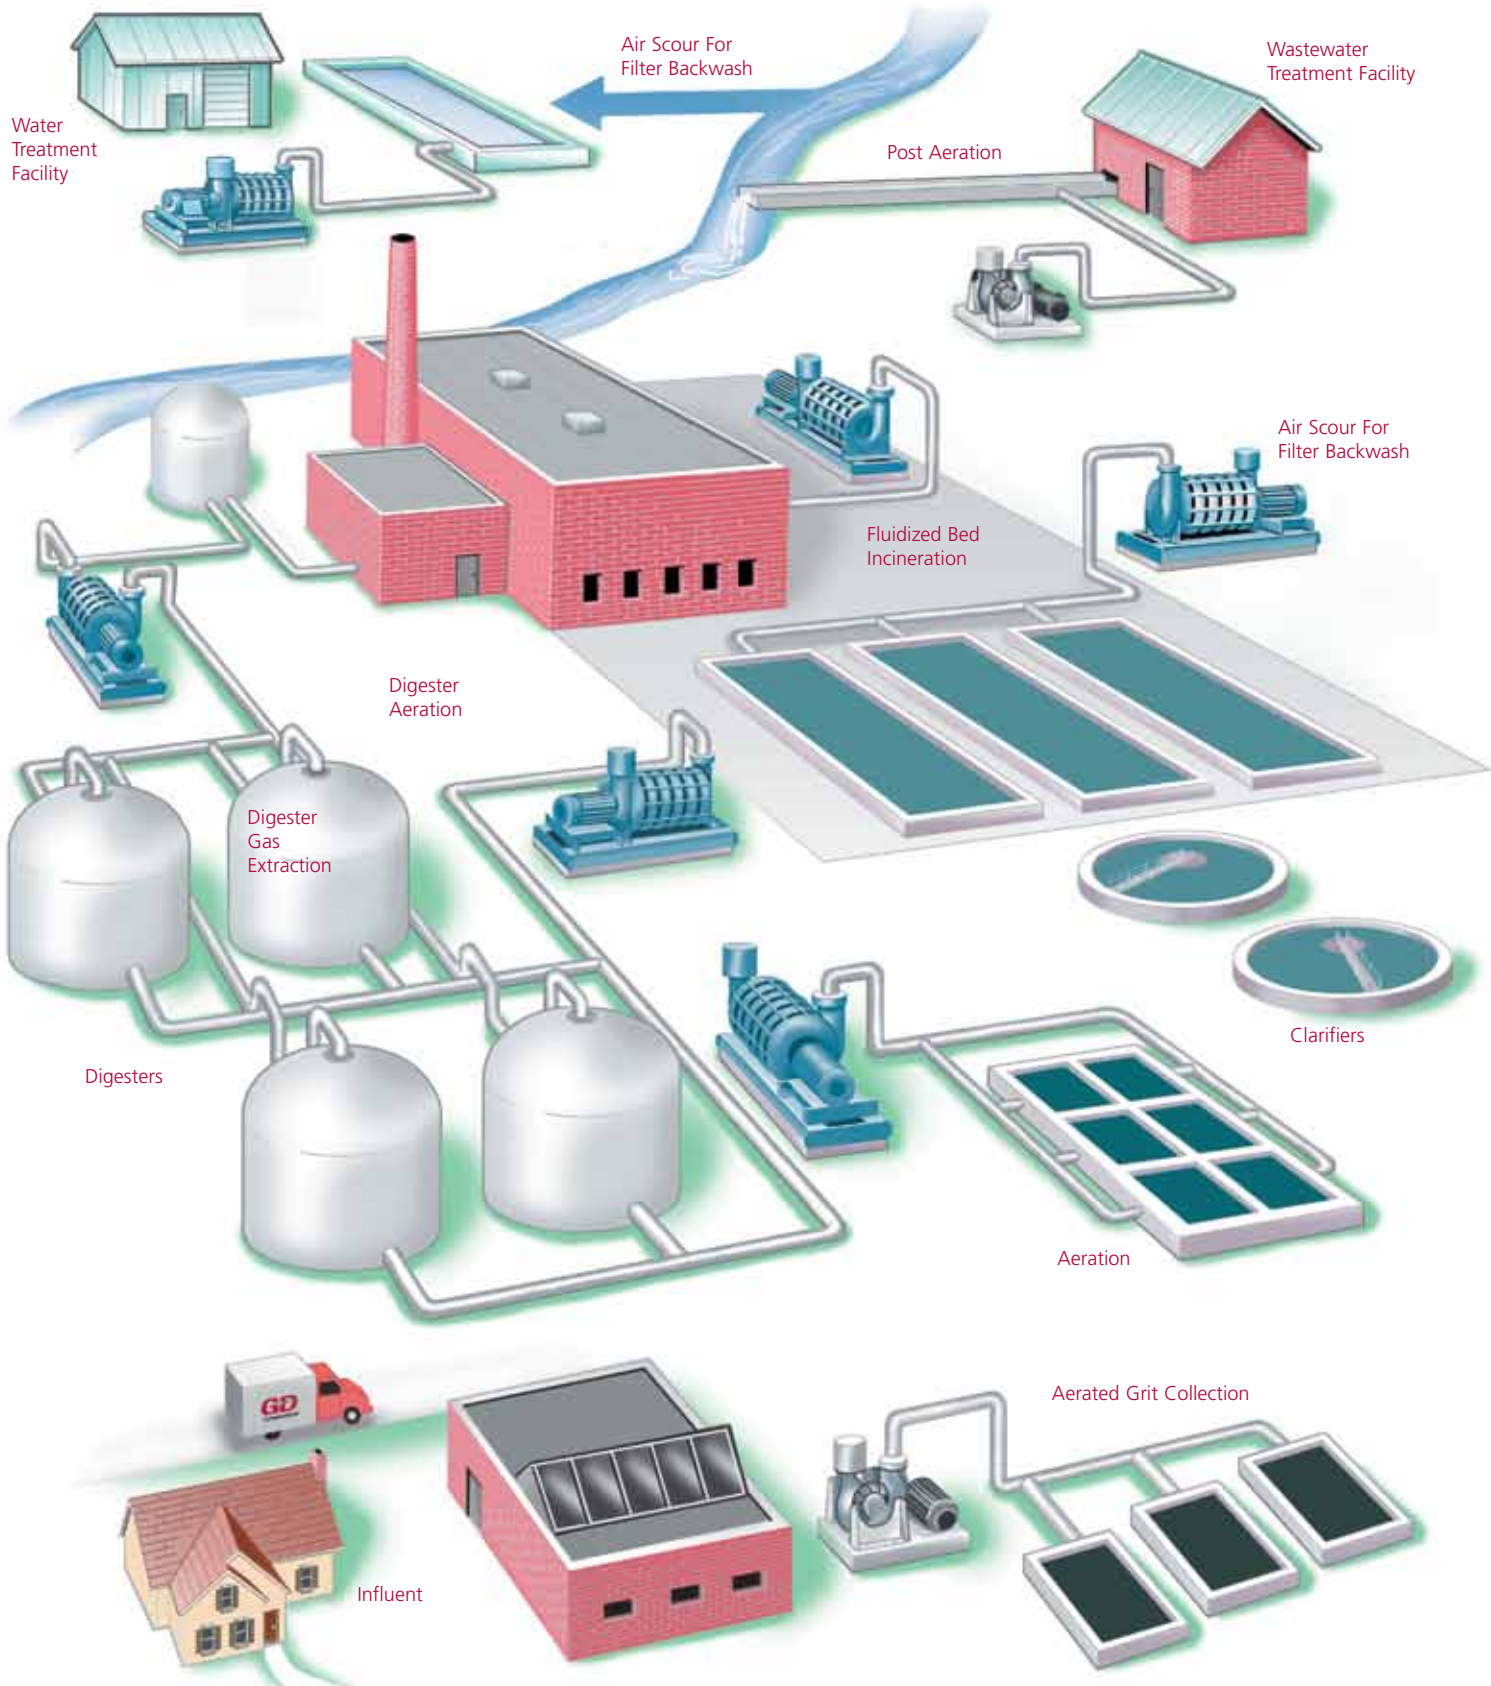 Air Scour For
Filter Backwash
Wastewater
Treatment Facility
Water
Treatment
Facility
Post Aeration
Air Scour For
Filter Backwash
Fluidized Bed
Incineration
Digester
Aeration
Digester
Gas
Extraction
Clarifiers
Digesters
Aeration
GD
Aerated Grit Collection
Influent